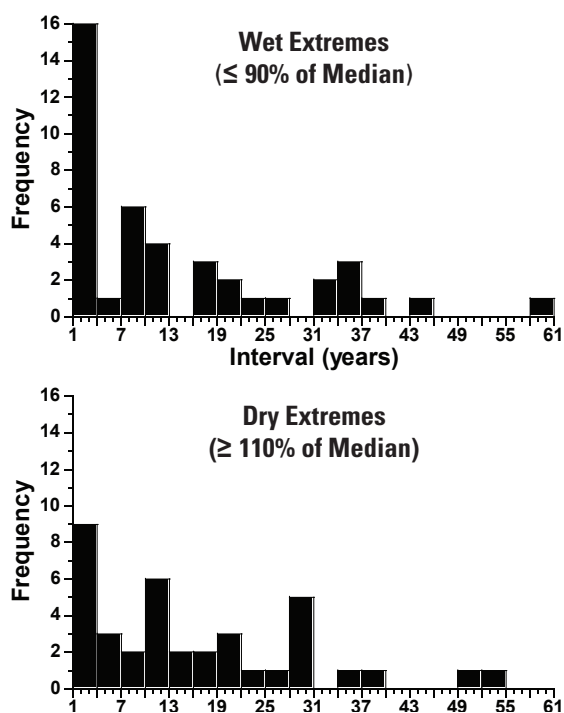 Wet Extremes
(≤ 90% of Median)
Frequency
16
14
12
10
8
6
4
2
0
1 7 13 19 25 31 37 43 49 55 61
Interval (years)
Dry Extremes
(≥ 110% of Median)
Frequency
16
14
12
10
8
6
4
2
0
1 7 13 19 25 31 37 43 49 55 61